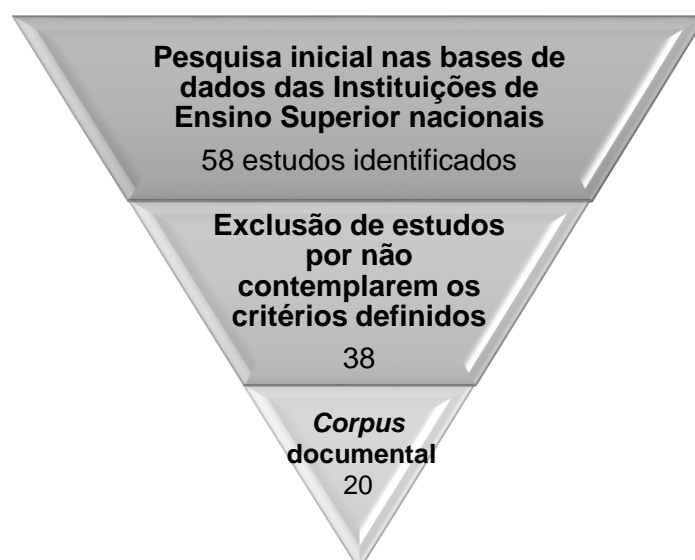 Pesquisa inicial nas bases de
dados das Instituições de
Ensino Superior nacionais
58 estudos identificados
Exclusão de estudos
por não
contemplarem os
critérios definidos
38
Corpus
documental
20